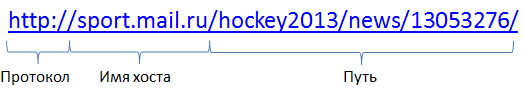 http://sport.mail.ru/hockey2013/news/13053276/
Протокол Имя хоста Путь